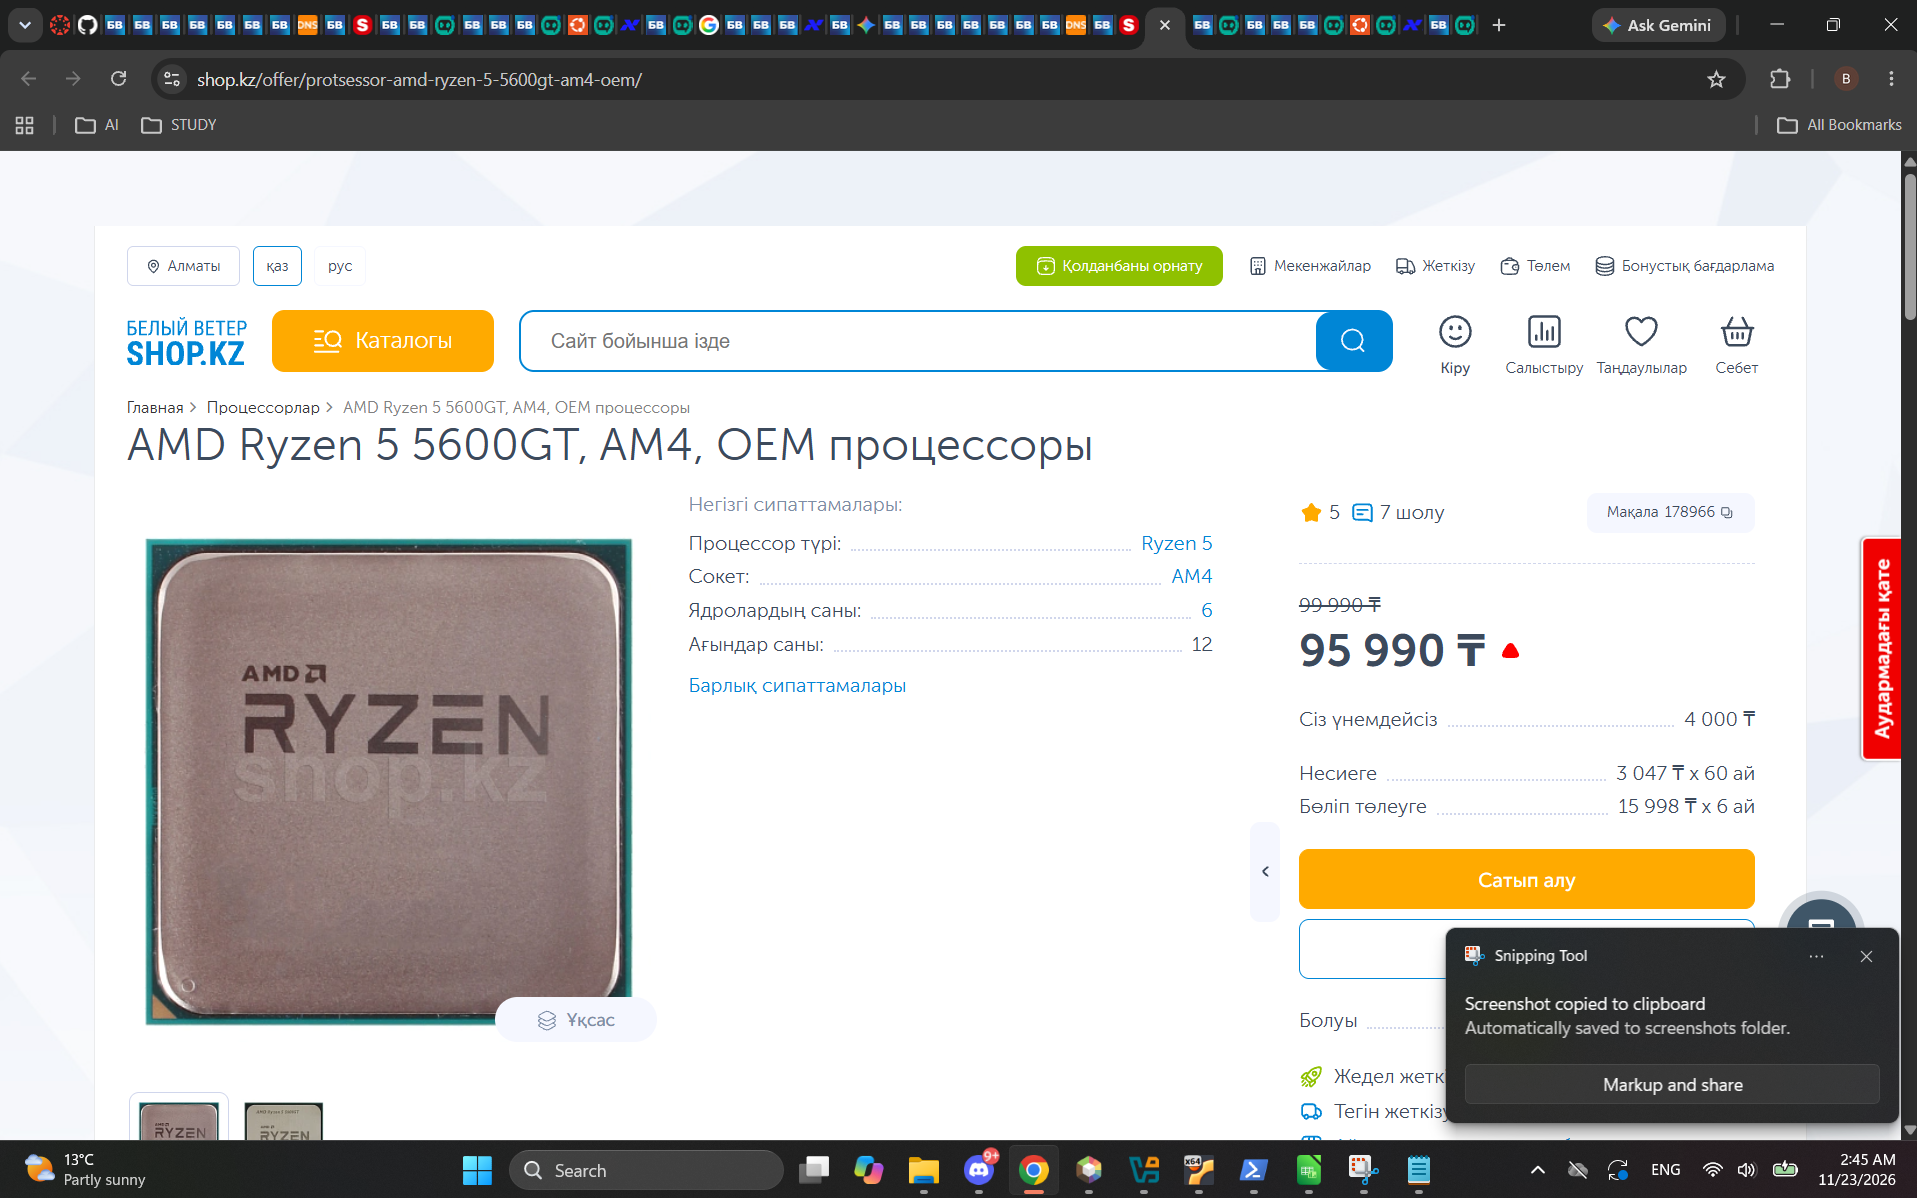 Ask Gemini
shop.kz/offer/protsessor-amd-ryzen-5-5600gt-am4-oem/
B
AI
STUDY
All Bookmarks
Алматы
қаз
рус
Қолданбаны орнату
Мекенжайлар
Жеткізу
Төлем
Бонустық бағдарлама
БЕЛЫЙ ВЕТЕР
SHOP.KZ
Каталогы
Сайт бойынша ізде
Кіру
Салыстыру
Таңдаулылар
Себет
Главная > Процессорлар > AMD Ryzen 5 5600GT, AM4, OEM процессоры
AMD Ryzen 5 5600GT, AM4, OEM процессоры
AMD
RYZEN
shop.kz
Ұқсас
Негізгі сипаттамалары:
Процессор түрі: Ryzen 5
Сокет: AM4
Ядролардың саны: 6
Ағындар саны: 12
Барлық сипаттамалары
5 7 шолу
Мақала 178966
99 990 ₸
95 990 ₸
Сіз үнемдейсіз 4 000 ₸
Несиеге 3 047 ₸ x 60 ай
Бөліп төлеуге 15 998 ₸ x 6 ай
Сатып алу
Болуы
Жедел жетк
Тегін жеткізу
Аудармадағы қате
Snipping Tool
Screenshot copied to clipboard
Automatically saved to screenshots folder.
Markup and share
RYZEN
RYZEN
13°C
Partly sunny
Search
9+
x64
ENG
2:45 AM
11/23/2026